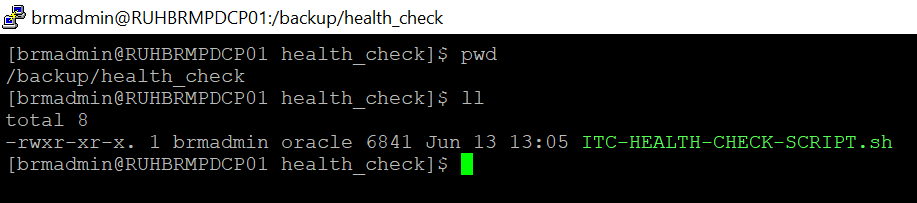 brmadmin@RUHBRMPDCP01:/backup/health_check
[brmadmin@RUHBRMPDCP01 health_check]$ pwd
/backup/health_check
[brmadmin@RUHBRMPDCP01 health_check]$ ll
total 8
-rwxr-xr-x. 1 brmadmin oracle 6841 Jun 13 13:05 ITC-HEALTH-CHECK-SCRIPT.sh
[brmadmin@RUHBRMPDCP01 health_check]$